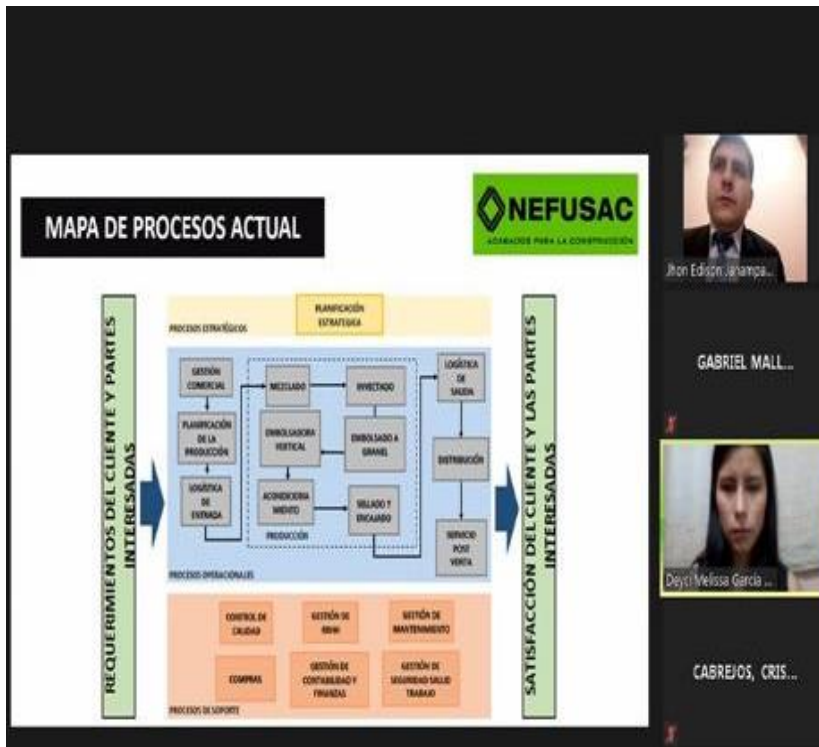 MAPA DE PROCESOS ACTUAL
NEFUSAC
ACABADOS PARA LA CONSTRUCCIÓN
REQUERIMIENTOS DEL CUENTE Y PARTES
INTERESADAS
PLANIFICACIÓN
ESTRATEGICA
PROCESOS ESTRATÉGICOS
GESTIÓN
COMERCIAL
PLANIFICACIÓN
DE LA
PRODUCCIÓN
LOGÍSTICA
DE
ENTRADA
MEZCLADO
INYECTADO
EMBOLSADORA
VERTICAL
EMBOLSADO A
GRANEL
ACONDICIONA
MIENTO
SELLADO Y
ENCAJADO
PRODUCCIÓN
LOGÍSTICA
DE
SALIDA
DISTRIBUCIÓN
SERVICIO
POST
VENTA
PROCESOS OPERACIONALES
CONTROL DE
CALIDAD
GESTIÓN DE
RRHH
GESTIÓN DE
MANTENIMIENTO
COMPRAS
GESTIÓN DE
CONTABILIDAD Y
FINANZAS
GESTIÓN DE
SEGURIDAD SALUD
TRABAJO
PROCESOS DE SOPORTE
SATISFACCIÓN DEL CUENTE Y LAS PARTES
INTERESADAS
Jhon Edison Janampa...
GABRIEL MALL...
Deyci Melissa García ...
CABREJOS, CRIS...